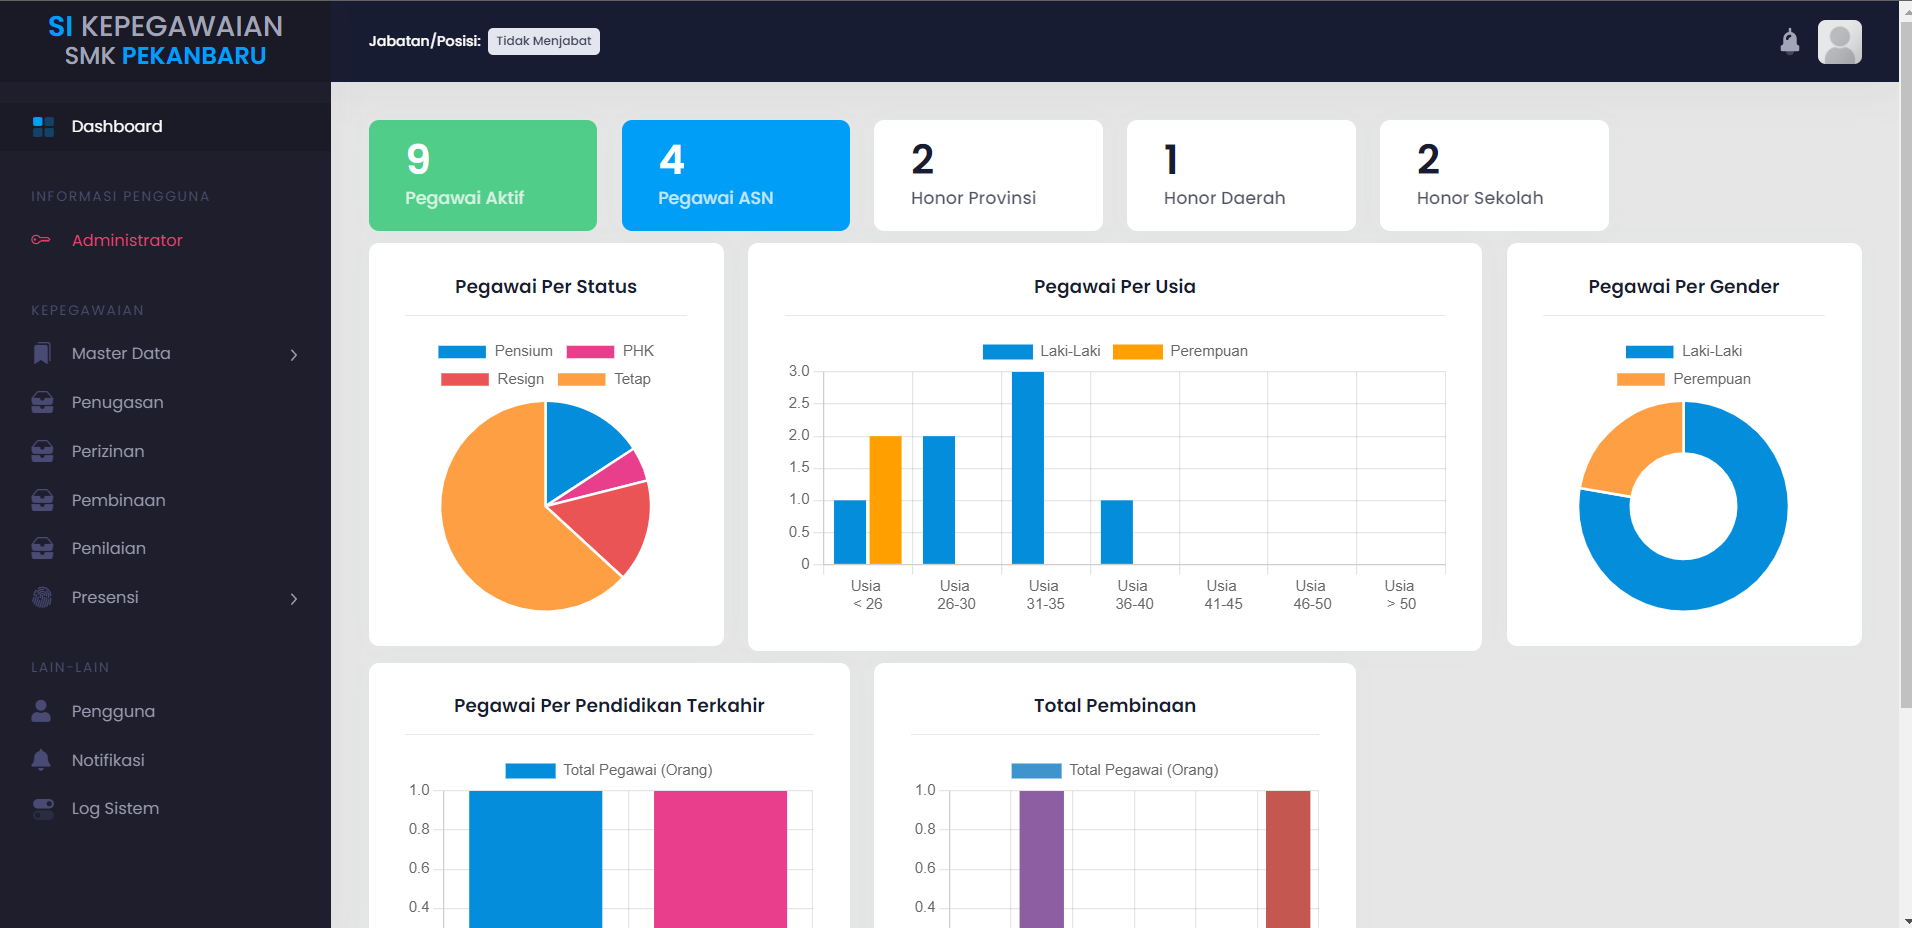 SI KEPEGAWAIAN
SMK PEKANBARU
Jabatan/Posisi: Tidak Menjabat
Dashboard
INFORMASI PENGGUNA
Administrator
KEPEGAWAIAN
Master Data
Penugasan
Perizinan
Pembinaan
Penilaian
Presensi
LAIN-LAIN
Pengguna
Notifikasi
Log Sistem
9
Pegawai Aktif
4
Pegawai ASN
2
Honor Provinsi
1
Honor Daerah
2
Honor Sekolah
Pegawai Per Status
Pensium PHK
Resign Tetap
Pegawai Per Usia
Laki-Laki Perempuan
3.0
2.5
2.0
1.5
1.0
0.5
0
Usia < 26
Usia 26-30
Usia 31-35
Usia 36-40
Usia 41-45
Usia 46-50
Usia > 50
Pegawai Per Gender
Laki-Laki
Perempuan
Pegawai Per Pendidikan Terkahir
Total Pegawai (Orang)
1.0
0.8
0.6
0.4
Total Pembinaan
Total Pegawai (Orang)
1.0
0.8
0.6
0.4